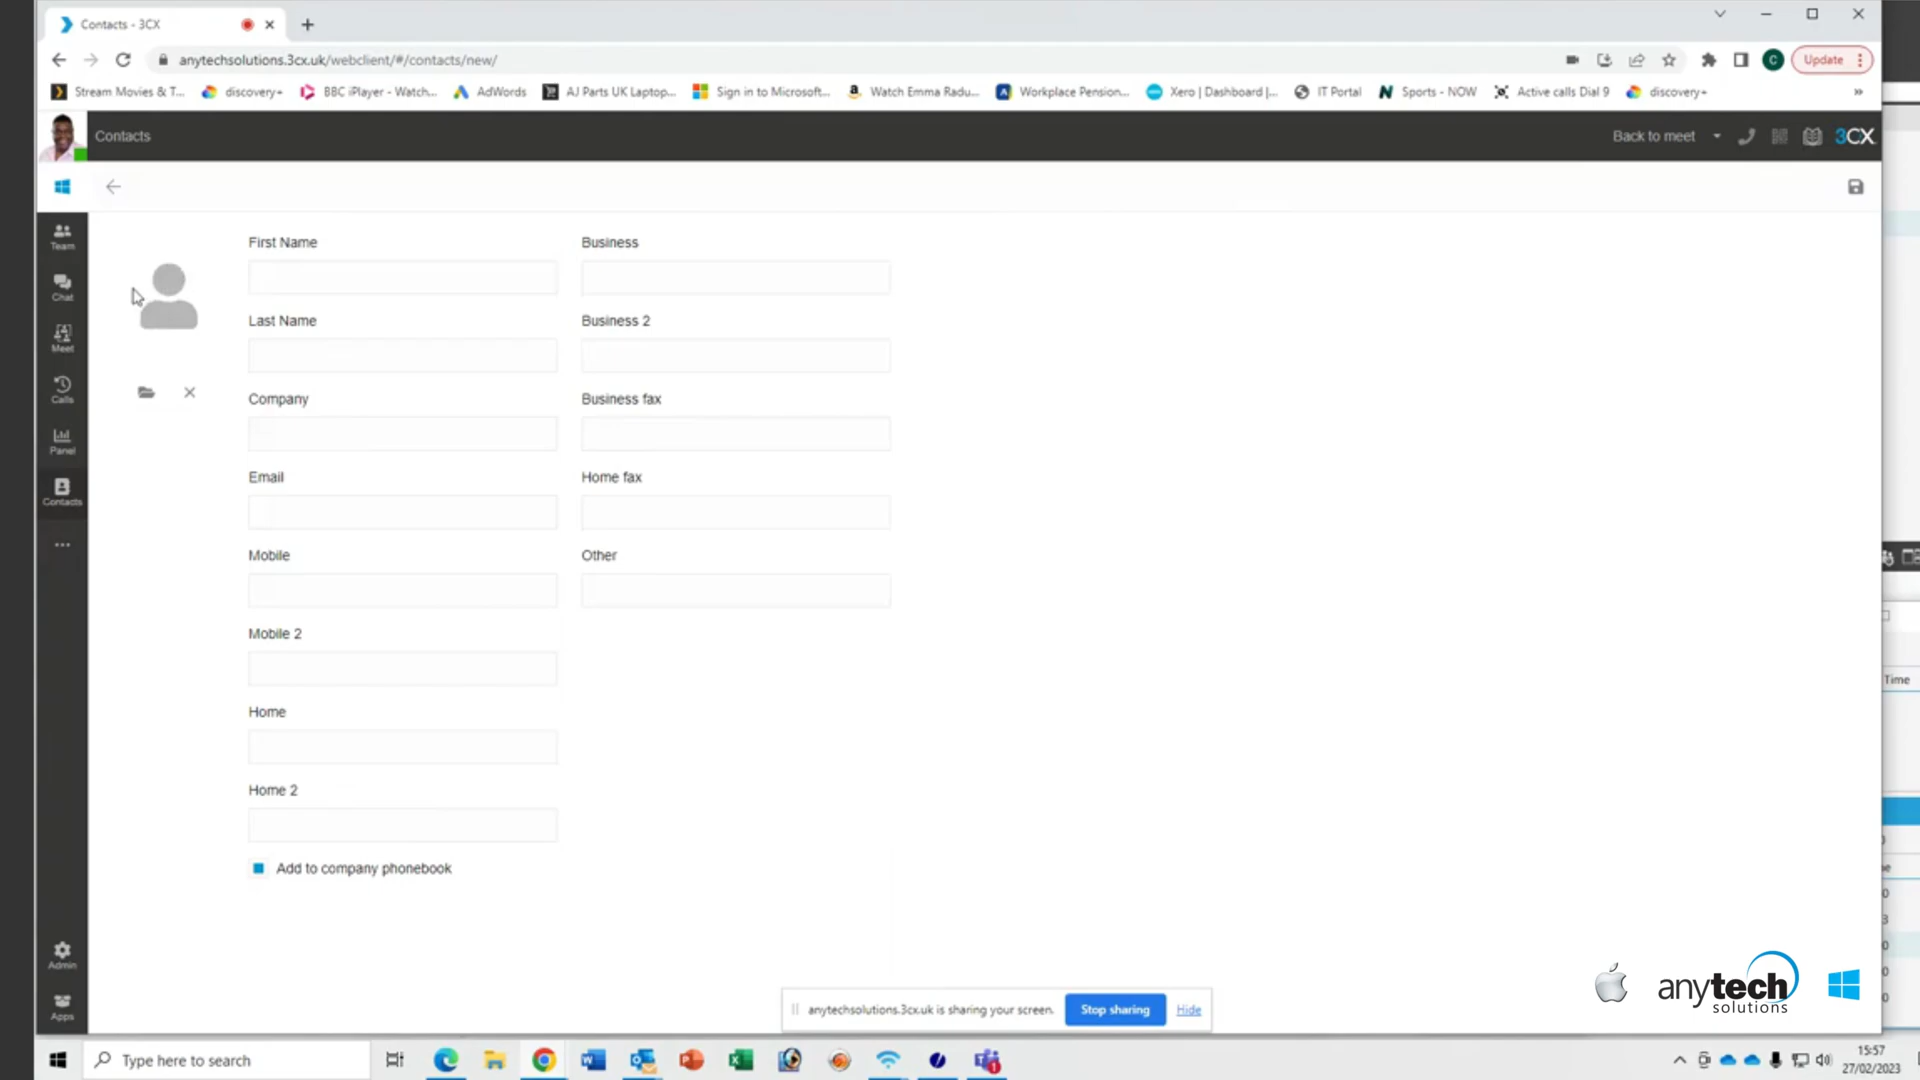 Contacts - 3CX
anytechsolutions.3cx.uk/webclient/#/contacts/new/
C
Update
Stream Movies & T...
discovery+
BBC iPlayer - Watch...
AdWords
AJ Parts UK Laptop...
Sign in to Microsoft...
Watch Emma Radu...
Workplace Pension...
Xero | Dashboard |...
IT Portal
Sports - NOW
Active calls Dial 9
discovery+
Contacts
Back to meet
3CX
Team
Chat
Meet
Calls
Panel
Contacts
Admin
Apps
First Name
Last Name
Company
Email
Mobile
Mobile 2
Home
Home 2
Add to company phonebook
Business
Business 2
Business fax
Home fax
Other
Time
anytechsolutions.3cx.uk is sharing your screen.
Stop sharing
Hide
anytech
solutions
Type here to search
15:57
27/02/2023